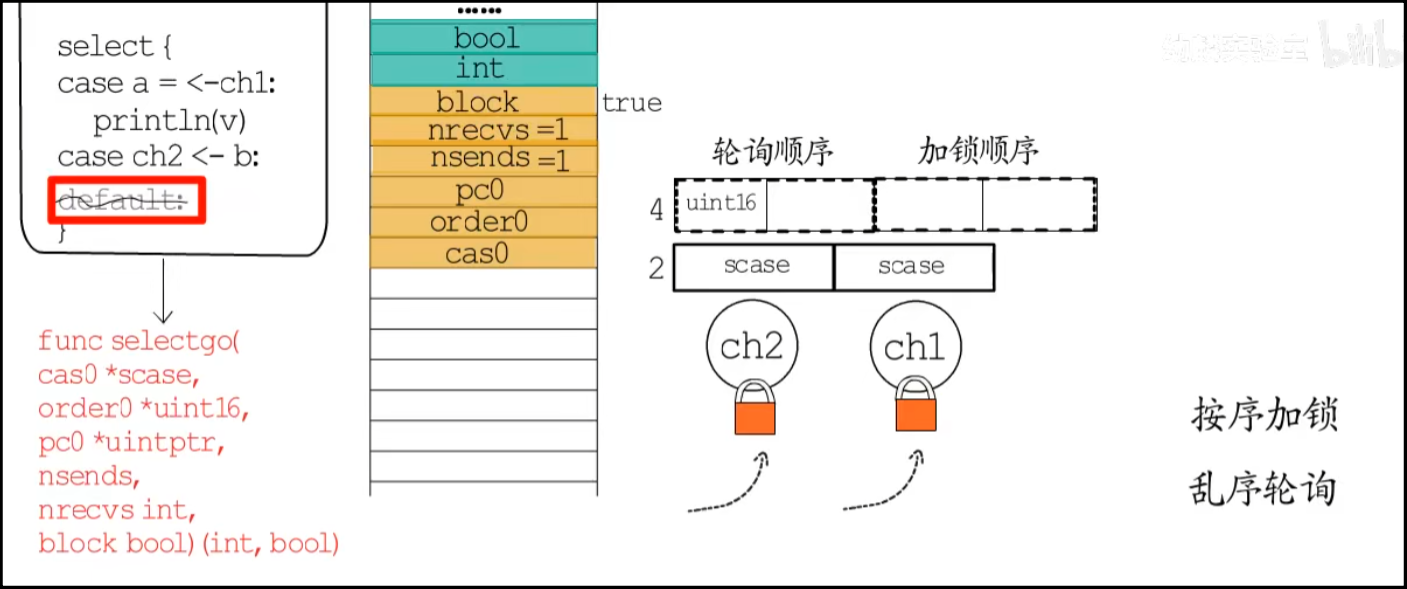 select {
case a = <-ch1:
println(v)
case ch2 <- b:
default:
}
func selectgo(
cas0 *scase,
order0 *uint16,
pc0 *uintptr,
nsends,
nrecvs int,
block bool) (int, bool)
……
bool
int
block true
nrecvs =1
nsends =1
pc0
order0
cas0
轮询顺序 加锁顺序
4 uint16
2 scase scase
ch2 ch1
按序加锁
乱序轮询
bilibili